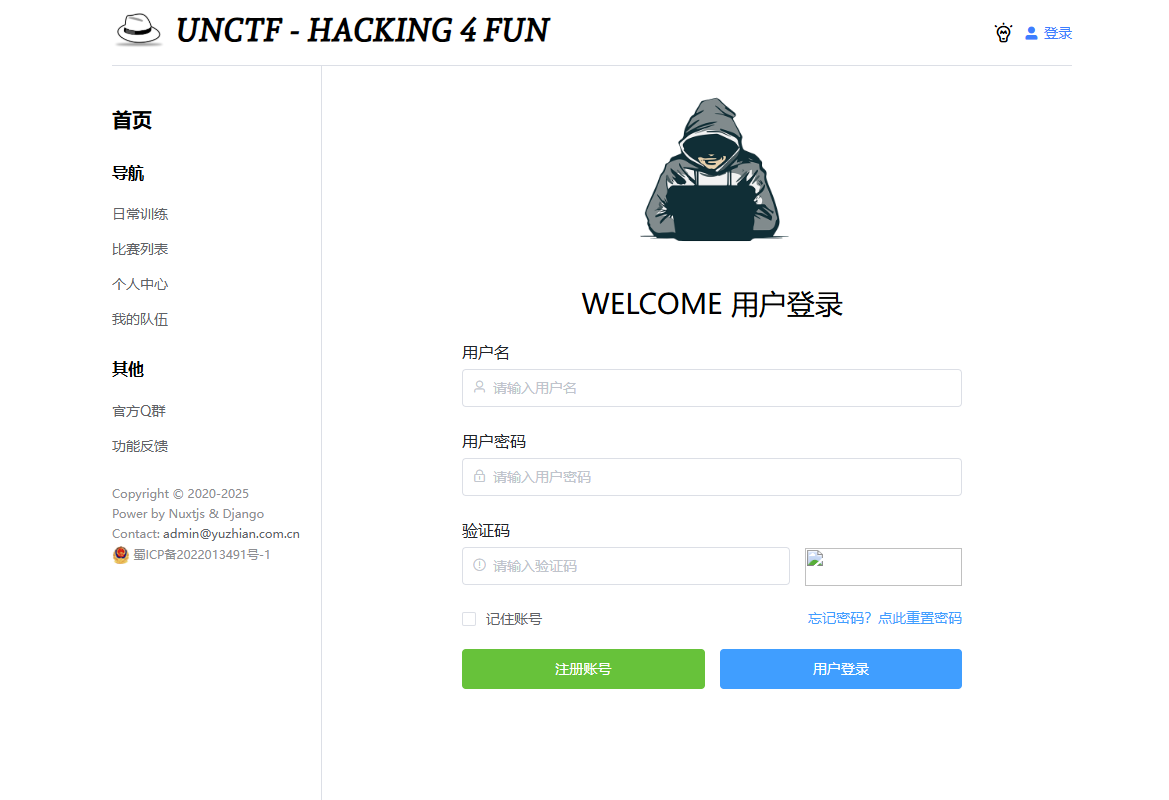 UNCTF - HACKING 4 FUN
登录
首页
导航
日常训练
比赛列表
个人中心
我的队伍
其他
官方Q群
功能反馈
Copyright © 2020-2025
Power by Nuxtjs & Django
Contact: admin@yuzhian.com.cn
蜀ICP备2022013491号-1
WELCOME 用户登录
用户名
请输入用户名
用户密码
请输入用户密码
验证码
请输入验证码
记住账号
忘记密码？点此重置密码
注册账号
用户登录